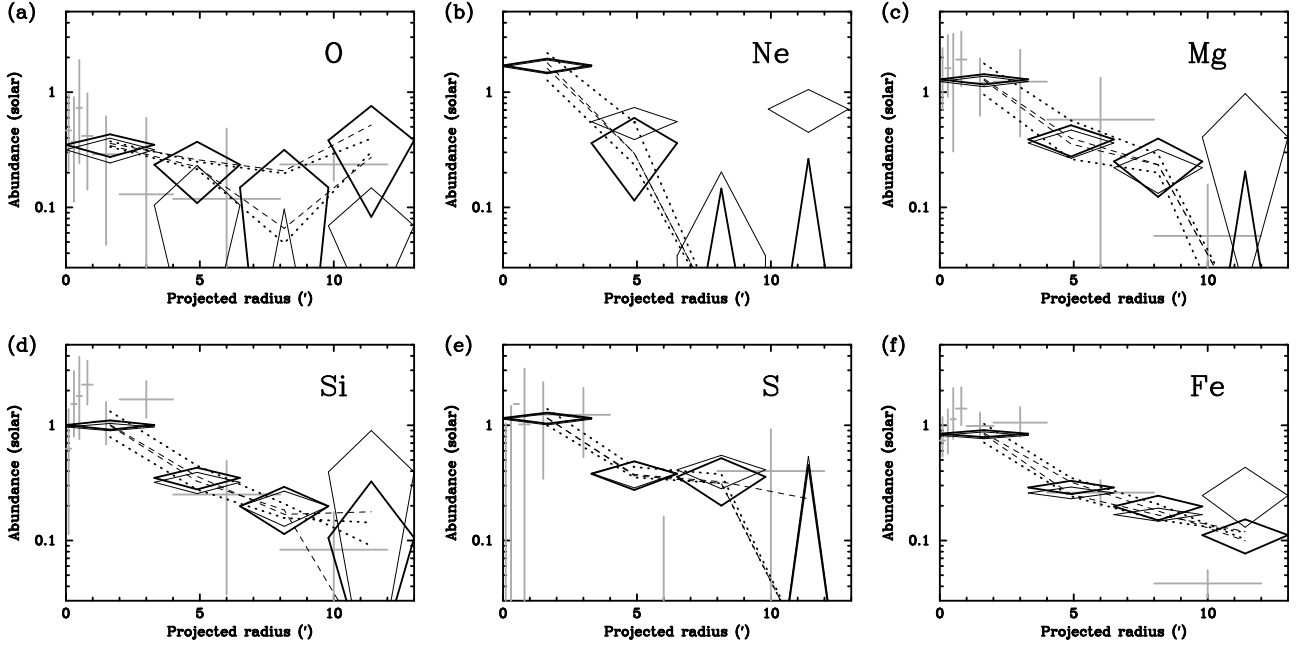 (a)
O
Abundance (solar)
1
0.1
0 5 10
Projected radius (')
(b)
Ne
Abundance (solar)
1
0.1
0 5 10
Projected radius (')
(c)
Mg
Abundance (solar)
1
0.1
0 5 10
Projected radius (')
(d)
Si
Abundance (solar)
1
0.1
0 5 10
Projected radius (')
(e)
S
Abundance (solar)
1
0.1
0 5 10
Projected radius (')
(f)
Fe
Abundance (solar)
1
0.1
0 5 10
Projected radius (')